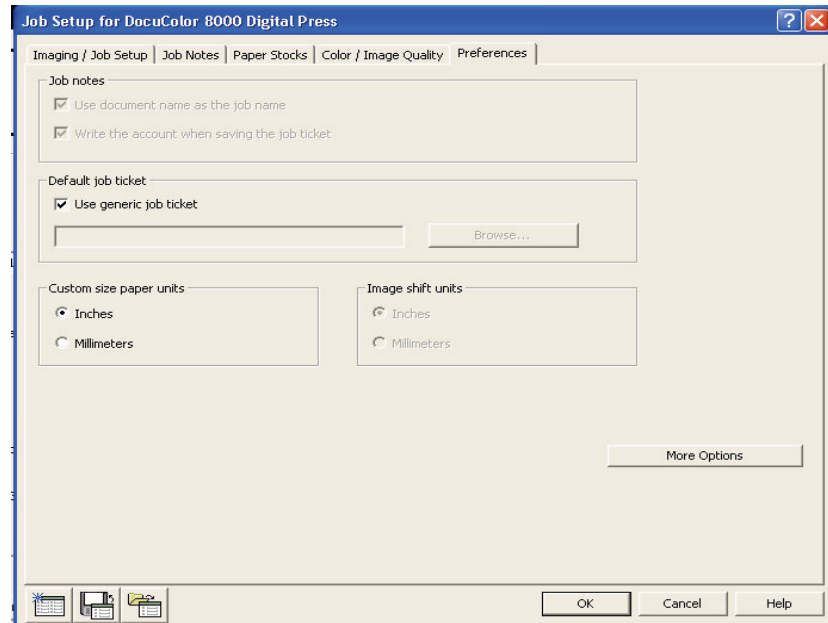 Job Setup for DocuColor 8000 Digital Press
Imaging / Job Setup Job Notes Paper Stocks Color / Image Quality Preferences
Job notes
Use document name as the job name
Write the account when saving the job ticket
Default job ticket
Use generic job ticket
Browse...
Custom size paper units Image shift units
Inches Inches
Millimeters Millimeters
More Options
OK Cancel Help